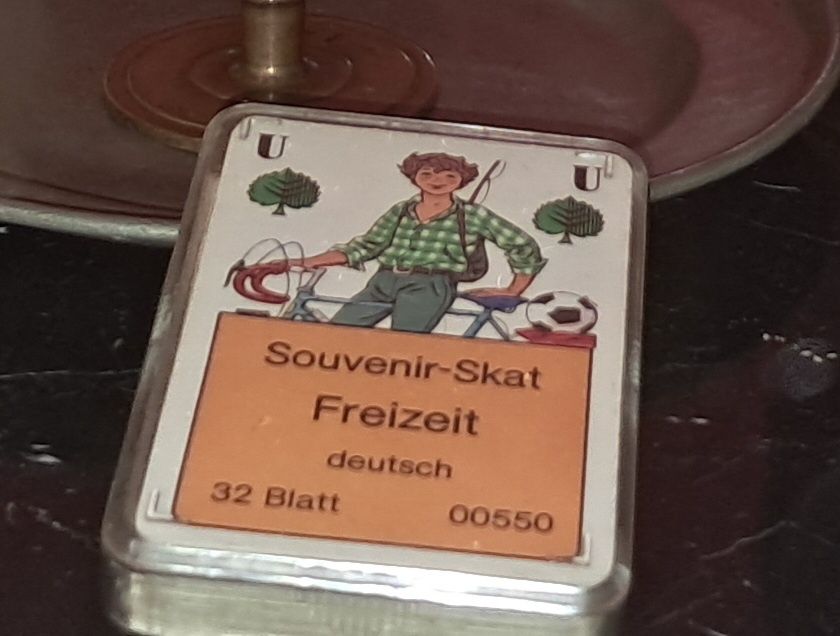 U U
Souvenir-Skat
Freizeit
deutsch
32 Blatt 00550